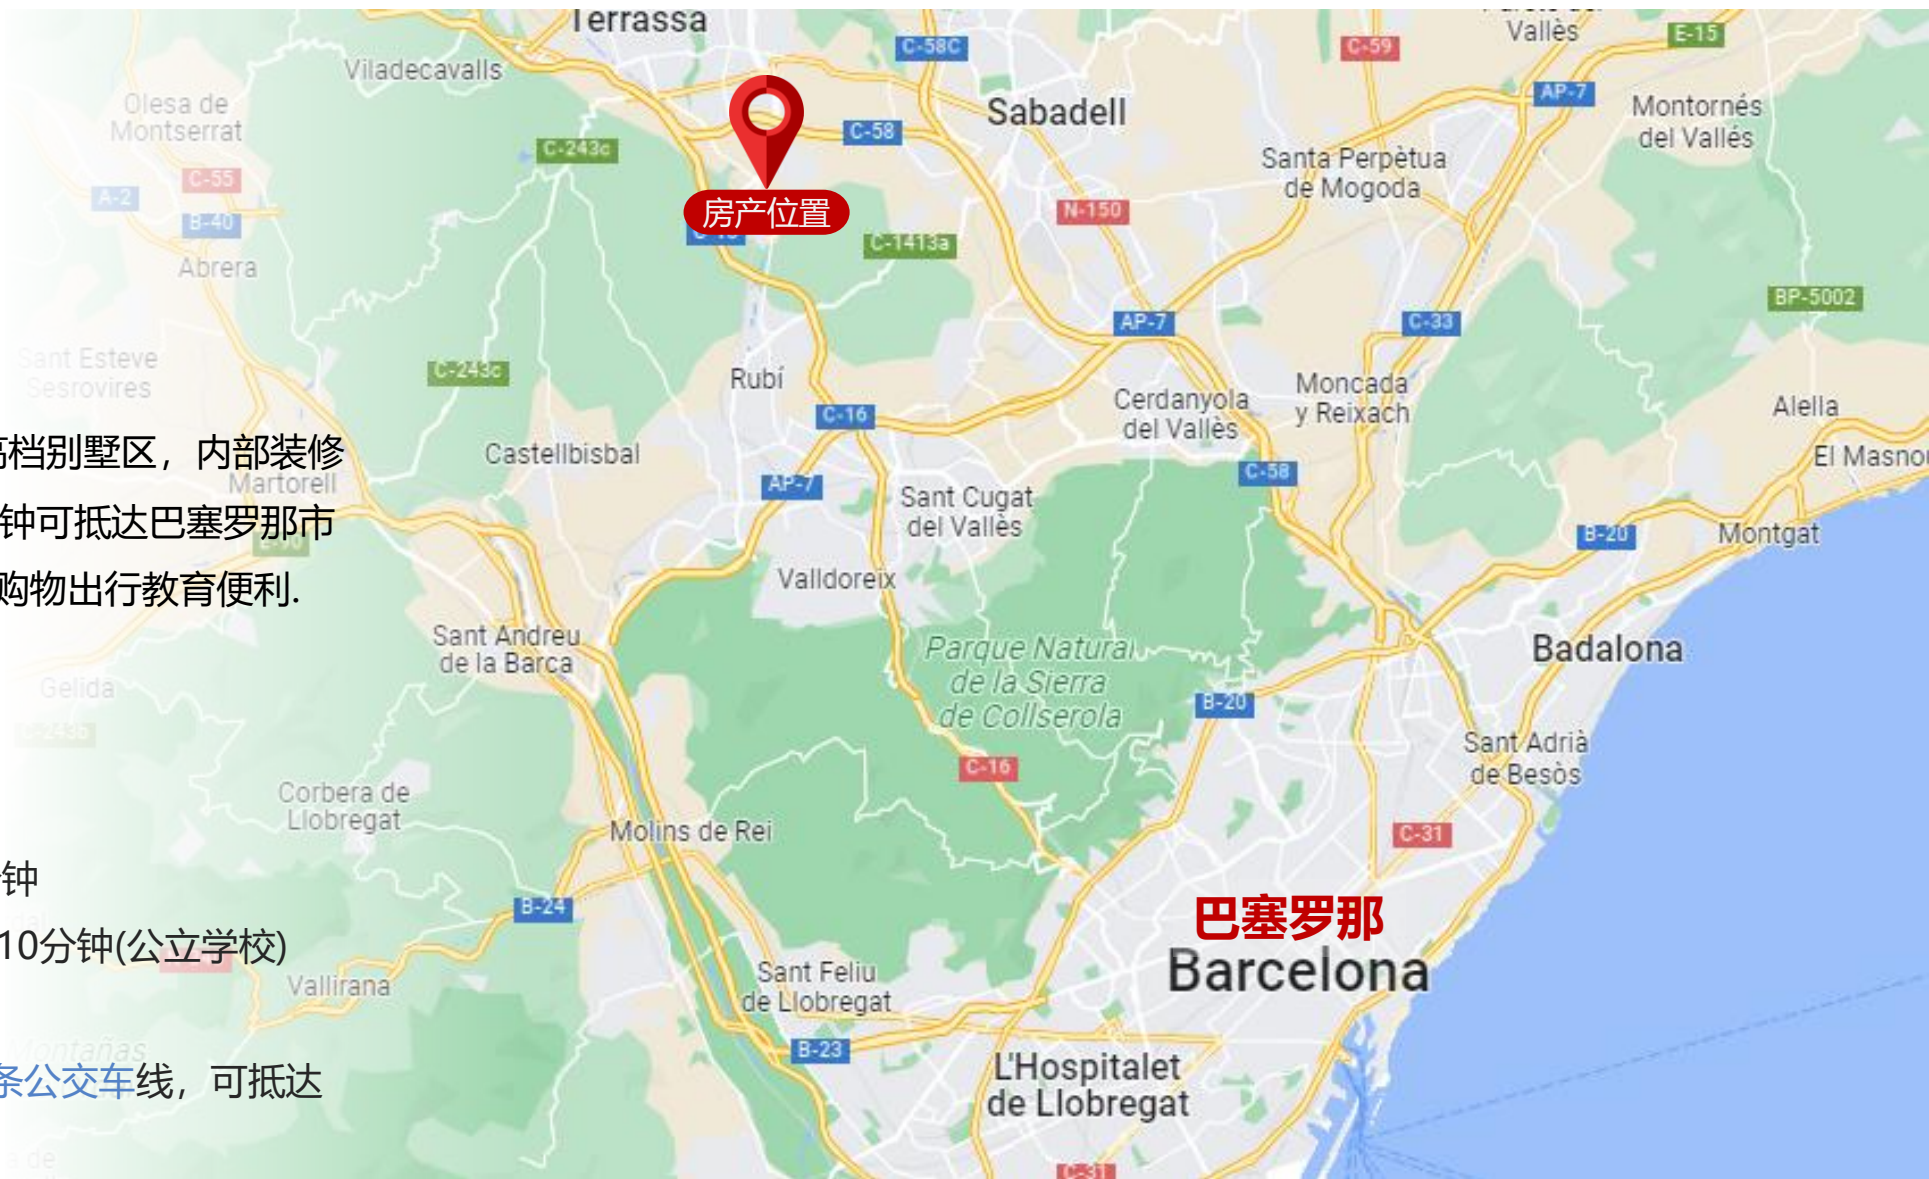 Terrassa
Vallès
C-58C
C-59
E-15
Viladecavalls
Olesa de
Montserrat
Sabadell
AP-7
Montornés
del Vallés
C-58
C-243c
Santa Perpètua
de Mogoda
C-55
A-2
B-40
房产位置
N-150
C-1413a
Abrera
BP-5002
AP-7
C-33
Sant Esteve
Sesrovires
C-243c
Rubí
Cerdanyola
del Vallès
Moncada
y Reixach
Alella
C-16
高档别墅区，内部装修
Castellbisbal
El Masnou
Martorell
AP-7
C-58
Sant Cugat
del Vallès
钟可抵达巴塞罗那市
E-90
B-20
Montgat
Valldoreix
购物出行教育便利.
Sant Andreu
de la Barca
Parque Natural
de la Sierra
de Collserola
Badalona
Gelida
B-20
C-243b
Sant Adrià
de Besòs
C-16
Corbera de
Llobregat
Molins de Rei
C-31
钟
B-24
巴塞罗那
Barcelona
10分钟(公立学校)
Vallirana
Sant Feliu
de Llobregat
Montañas
B-23
L'Hospitalet
de Llobregat
条公交车线，可抵达
C-31